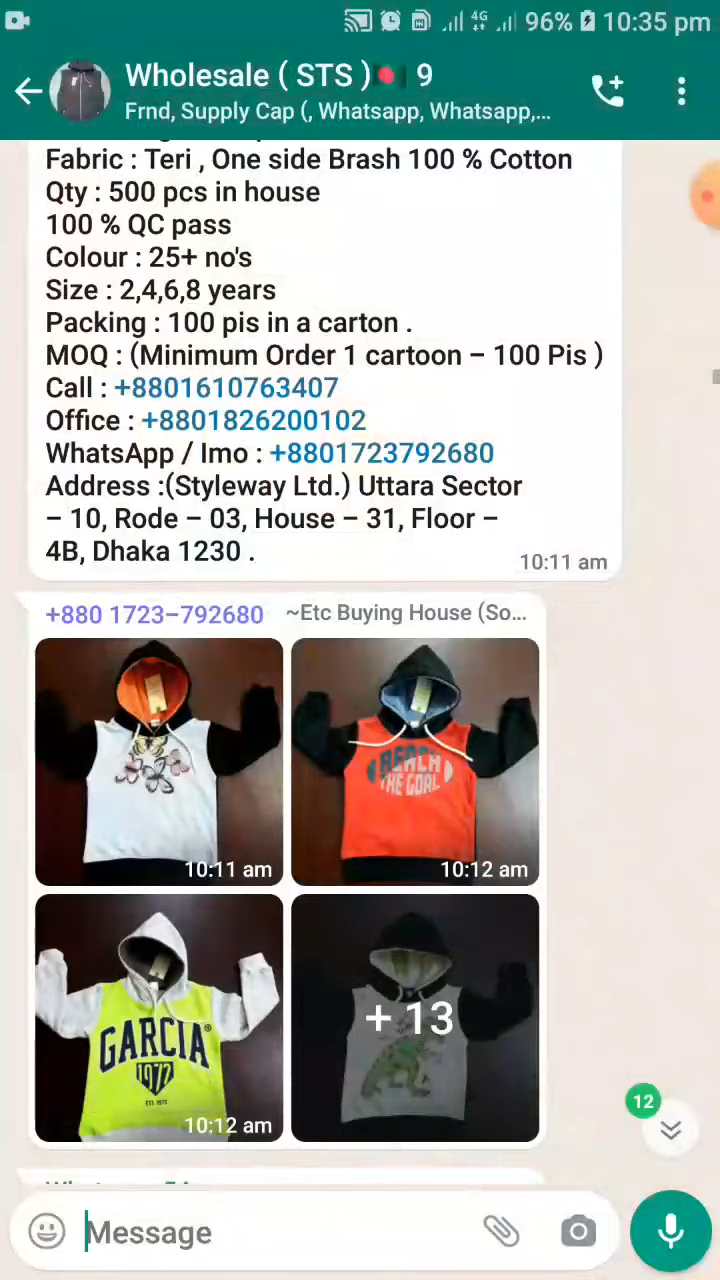 4G 96% 10:35 pm
Wholesale ( STS ) 9
Frnd, Supply Cap (, Whatsapp, Whatsapp,...
Fabric : Teri , One side Brash 100 % Cotton
Qty : 500 pcs in house
100 % QC pass
Colour : 25+ no's
Size : 2,4,6,8 years
Packing : 100 pis in a carton .
MOQ : (Minimum Order 1 cartoon – 100 Pis )
Call : +8801610763407
Office : +8801826200102
WhatsApp / Imo : +8801723792680
Address :(Styleway Ltd.) Uttara Sector
– 10, Rode – 03, House – 31, Floor –
4B, Dhaka 1230 .
10:11 am
+880 1723–792680 ~Etc Buying House (So...
REACH
THE GOAL
10:11 am
10:12 am
GARCIA
1972
EST. 1972
10:12 am
+ 13
12
Message